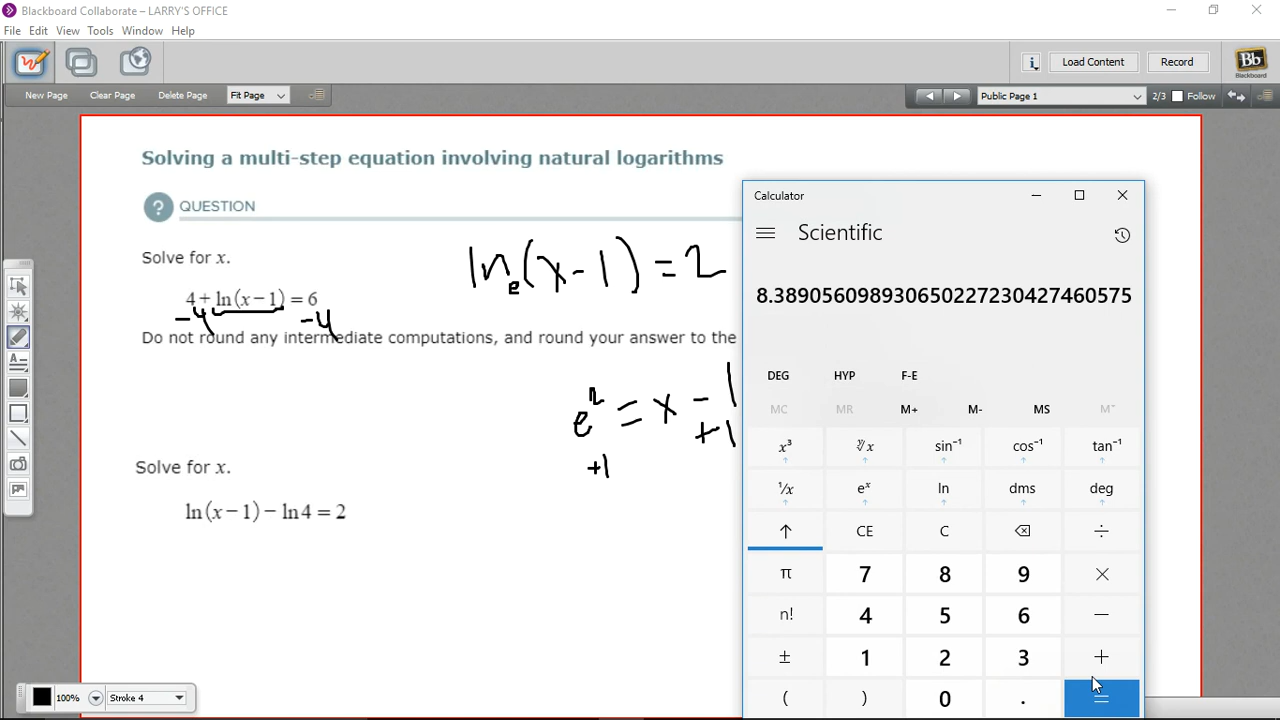 Blackboard Collaborate – LARRY'S OFFICE
File Edit View Tools Window Help
i Load Content Record Bb Blackboard
New Page Clear Page Delete Page Fit Page Public Page 1 2/3 Follow
Solving a multi-step equation involving natural logarithms
? QUESTION
Solve for x.
4 + ln(x − 1) = 6
−4 −4
lnₑ(x − 1) = 2
Do not round any intermediate computations, and round your answer to the
e² = x − 1
+1 +1
Solve for x.
ln(x − 1) − ln 4 = 2
100% Stroke 4
Calculator
Scientific
8.389056098930650227230427460575
DEG HYP F-E
MC MR M+ M- MS M˅
x³ ʸ√x sin⁻¹ cos⁻¹ tan⁻¹
¹/x eˣ ln dms deg
↑ CE C ⌫ ÷
π 7 8 9 ×
n! 4 5 6 −
± 1 2 3 +
( ) 0 . =